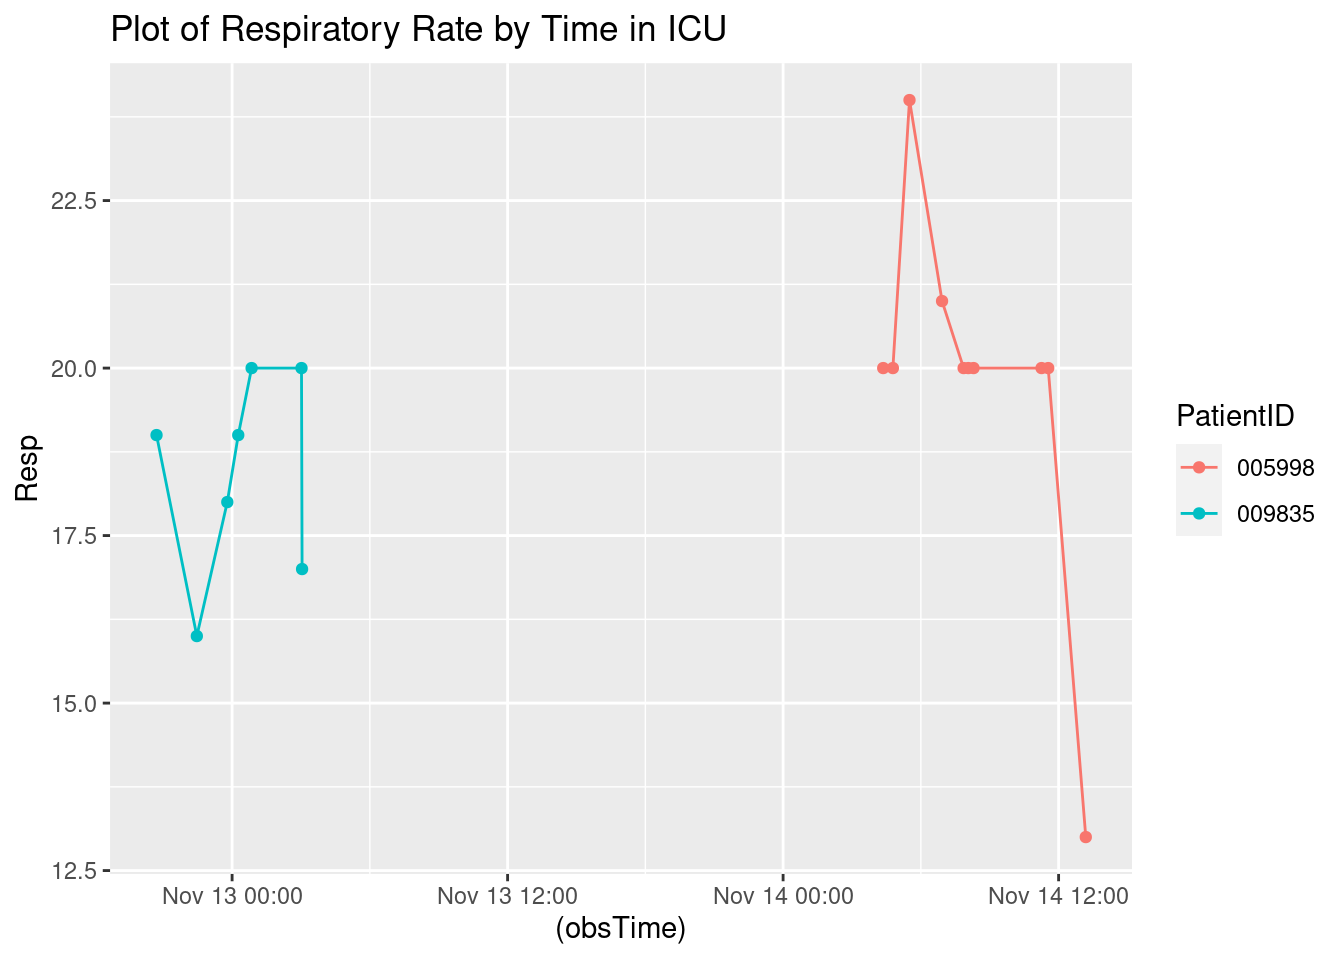 Plot of Respiratory Rate by Time in ICU
22.5
20.0
17.5
15.0
12.5
Resp
Nov 13 00:00
Nov 13 12:00
Nov 14 00:00
Nov 14 12:00
(obsTime)
PatientID
005998
009835